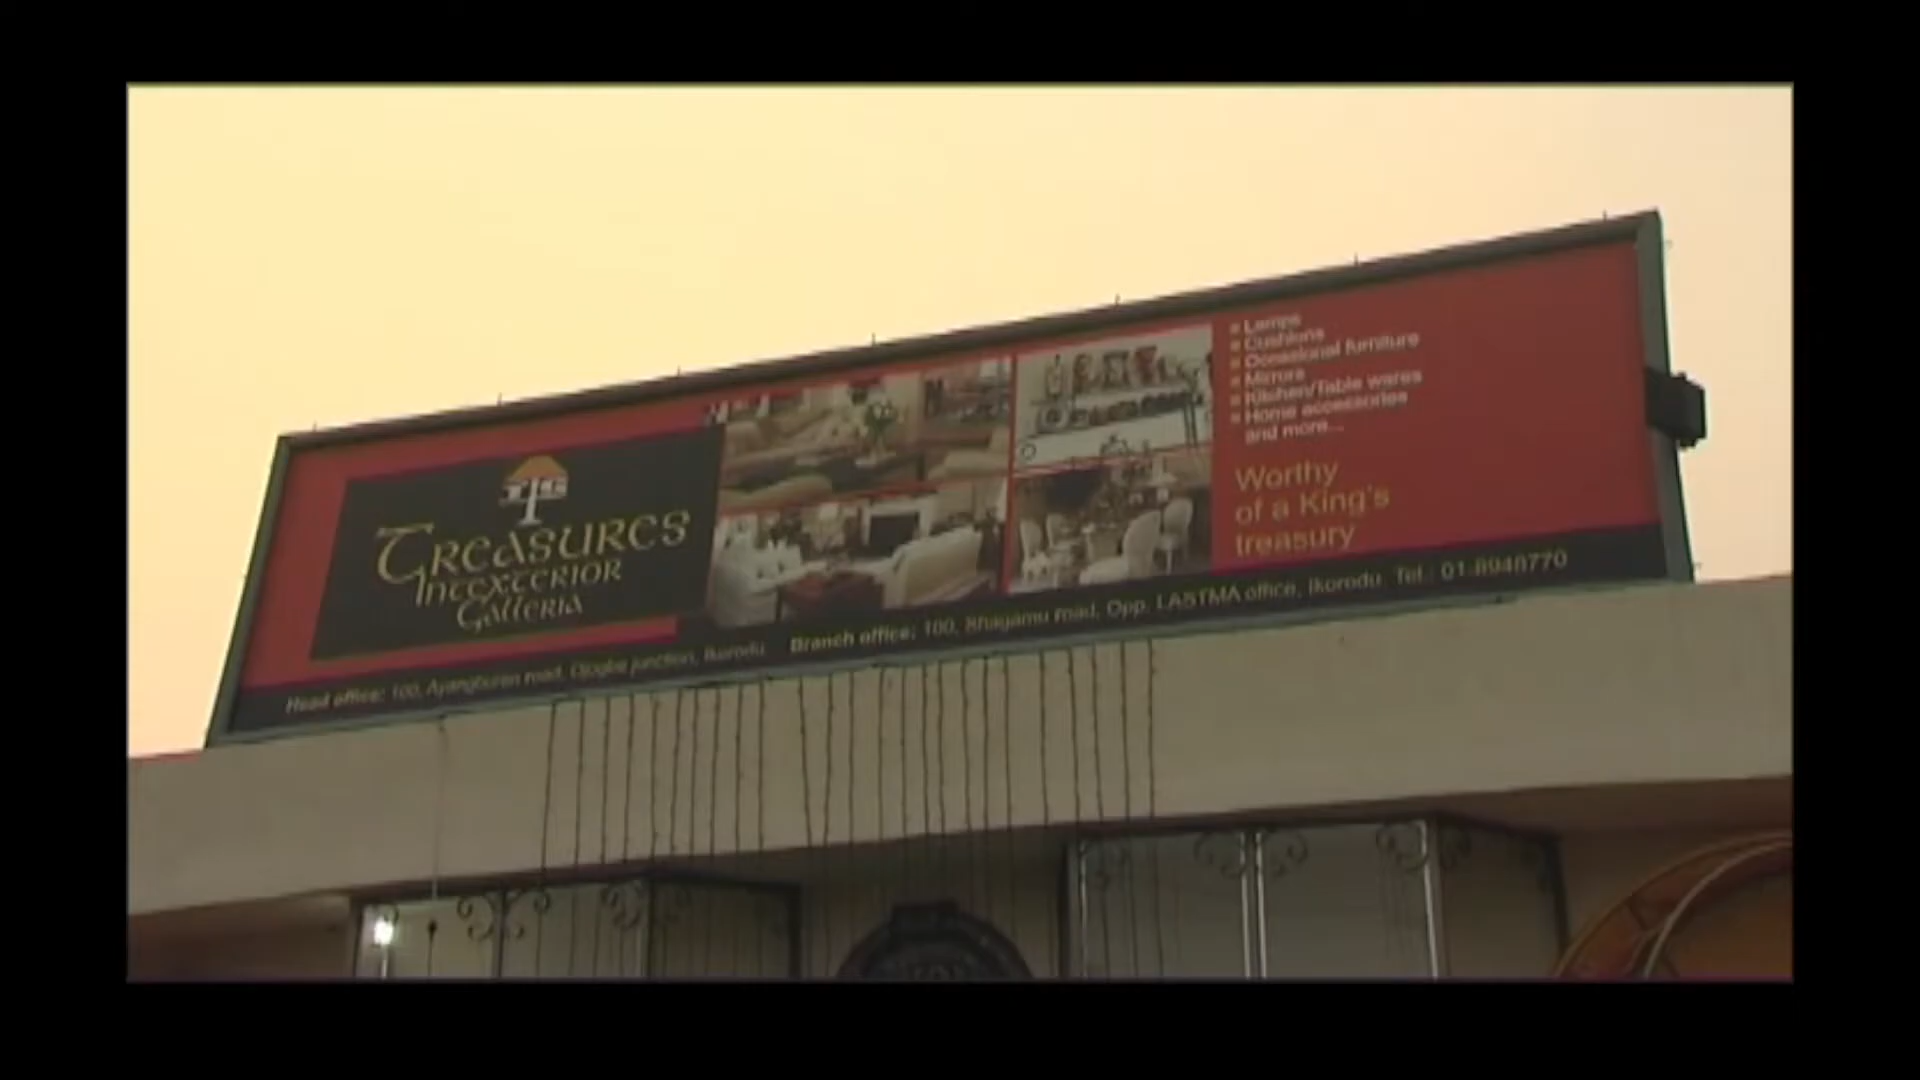 TIG
Treasures
Intexterior
Galleria
Lamps
Cushions
Occasional furniture
Mirrors
Kitchen/Table wares
Home accessories
and more...
Worthy
of a King's
treasury
Head office: 100, Ayangburen road, Ojogbe junction, Ikorodu Branch office: 100, Shagamu road, Opp. LASTMA office, Ikorodu. Tel.: 01-8948770